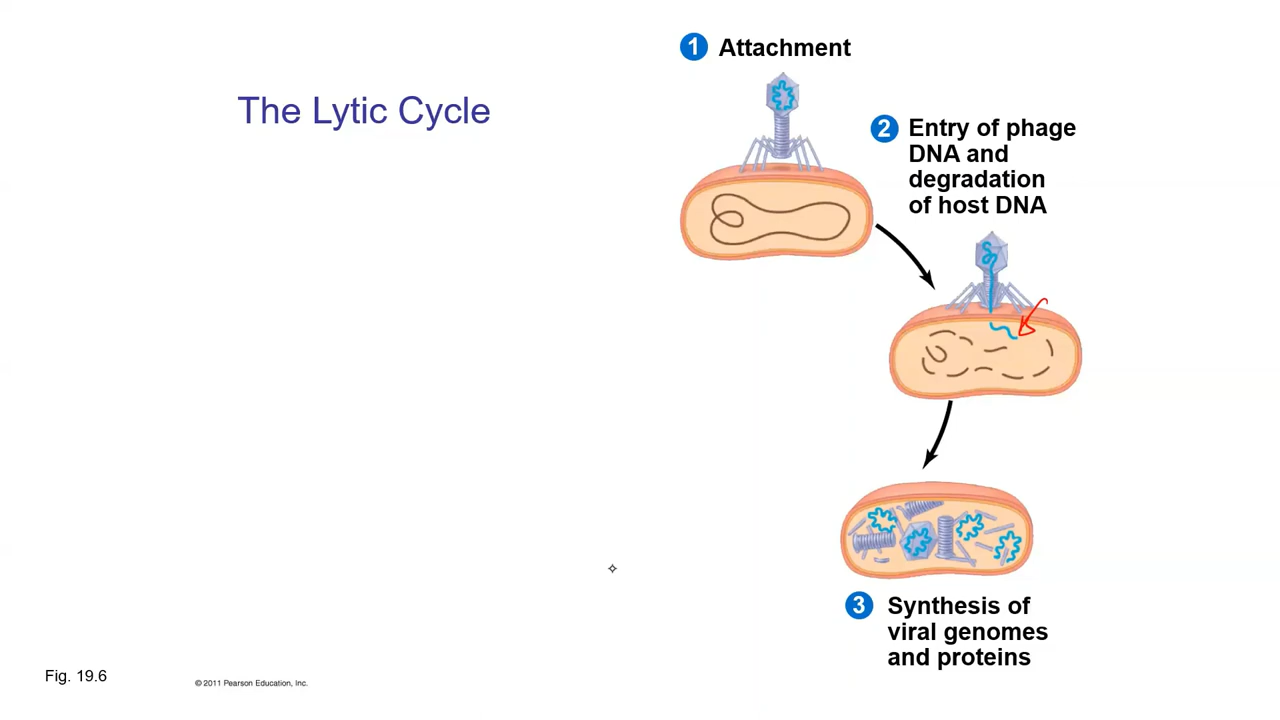 The Lytic Cycle
1 Attachment
2 Entry of phage
DNA and
degradation
of host DNA
3 Synthesis of
viral genomes
and proteins
Fig. 19.6
© 2011 Pearson Education, Inc.